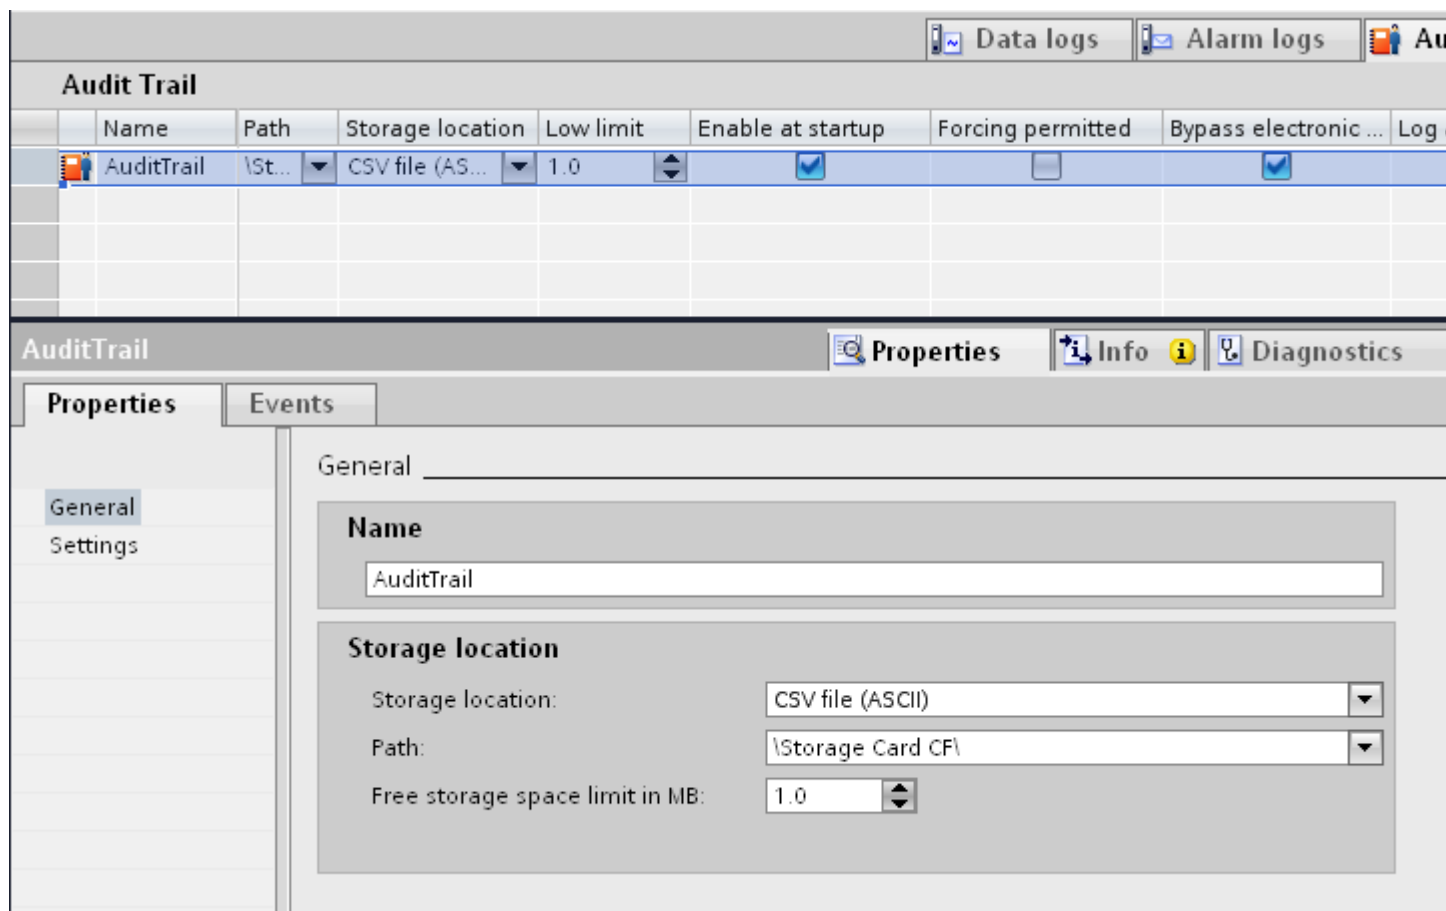 Data logs Alarm logs Au
Audit Trail
Name Path Storage location Low limit Enable at startup Forcing permitted Bypass electronic ... Log
AuditTrail \St... CSV file (AS... 1.0
AuditTrail Properties Info Diagnostics
Properties Events
General
General
Settings
Name
AuditTrail
Storage location
Storage location: CSV file (ASCII)
Path: \Storage Card CF\
Free storage space limit in MB: 1.0